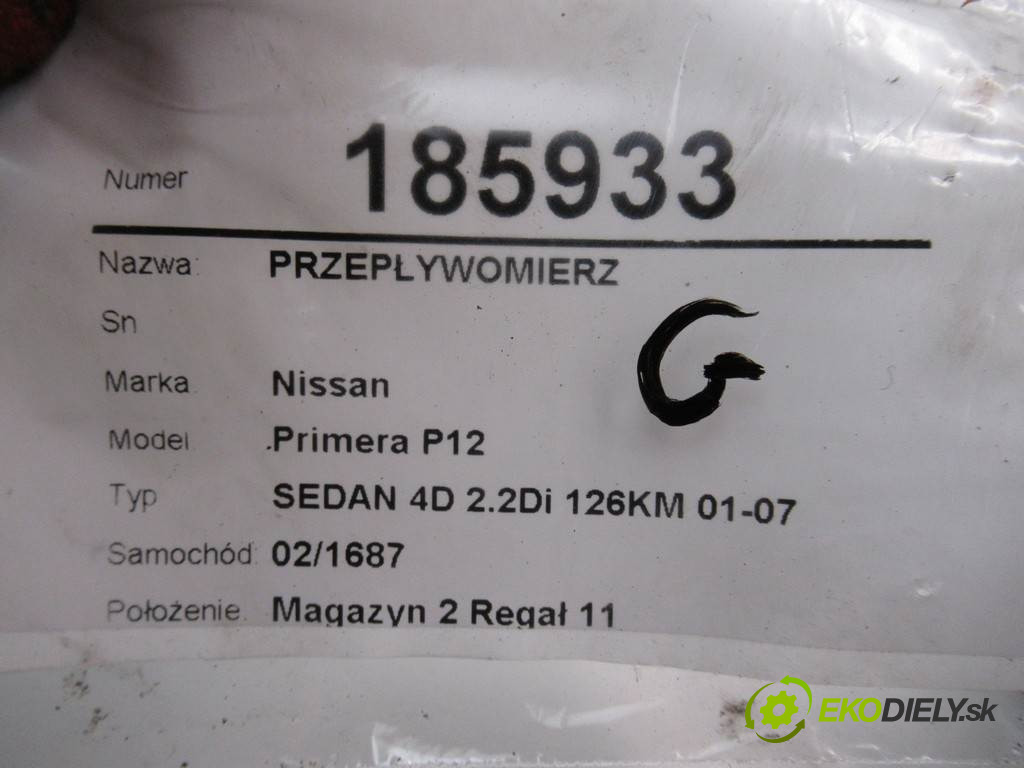 Numer 185933
Nazwa: PRZEPŁYWOMIERZ
Sn
G
Marka Nissan
Model Primera P12
Typ SEDAN 4D 2.2Di 126KM 01-07
Samochód: 02/1687
Położenie: Magazyn 2 Regał 11
EKODIELY.sk